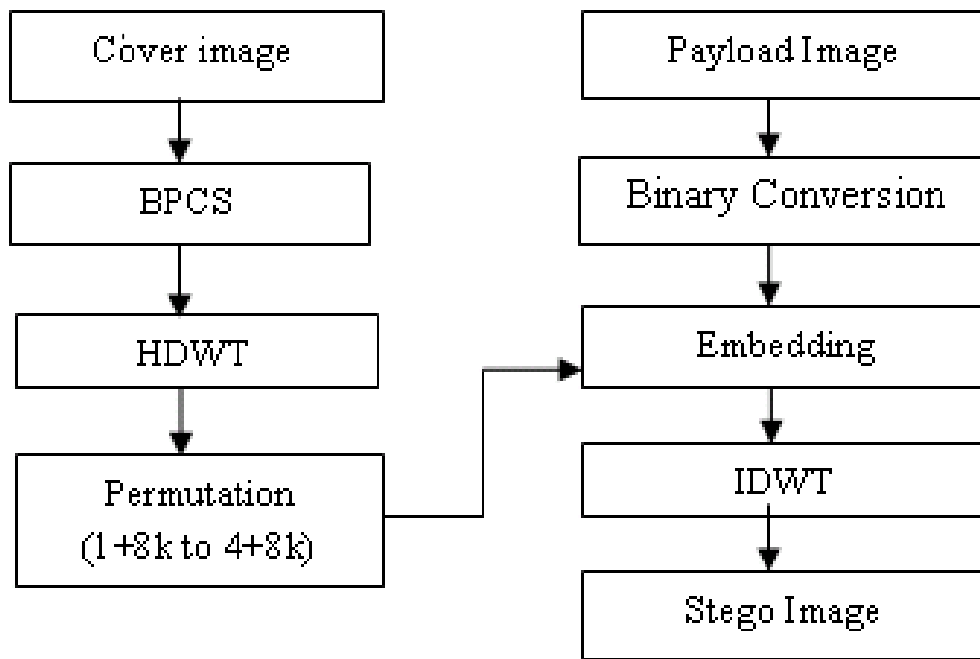 Cover image
BPCS
HDWT
Permutation
(1+8k to 4+8k)
Payload Image
Binary Conversion
Embedding
IDWT
Stego Image